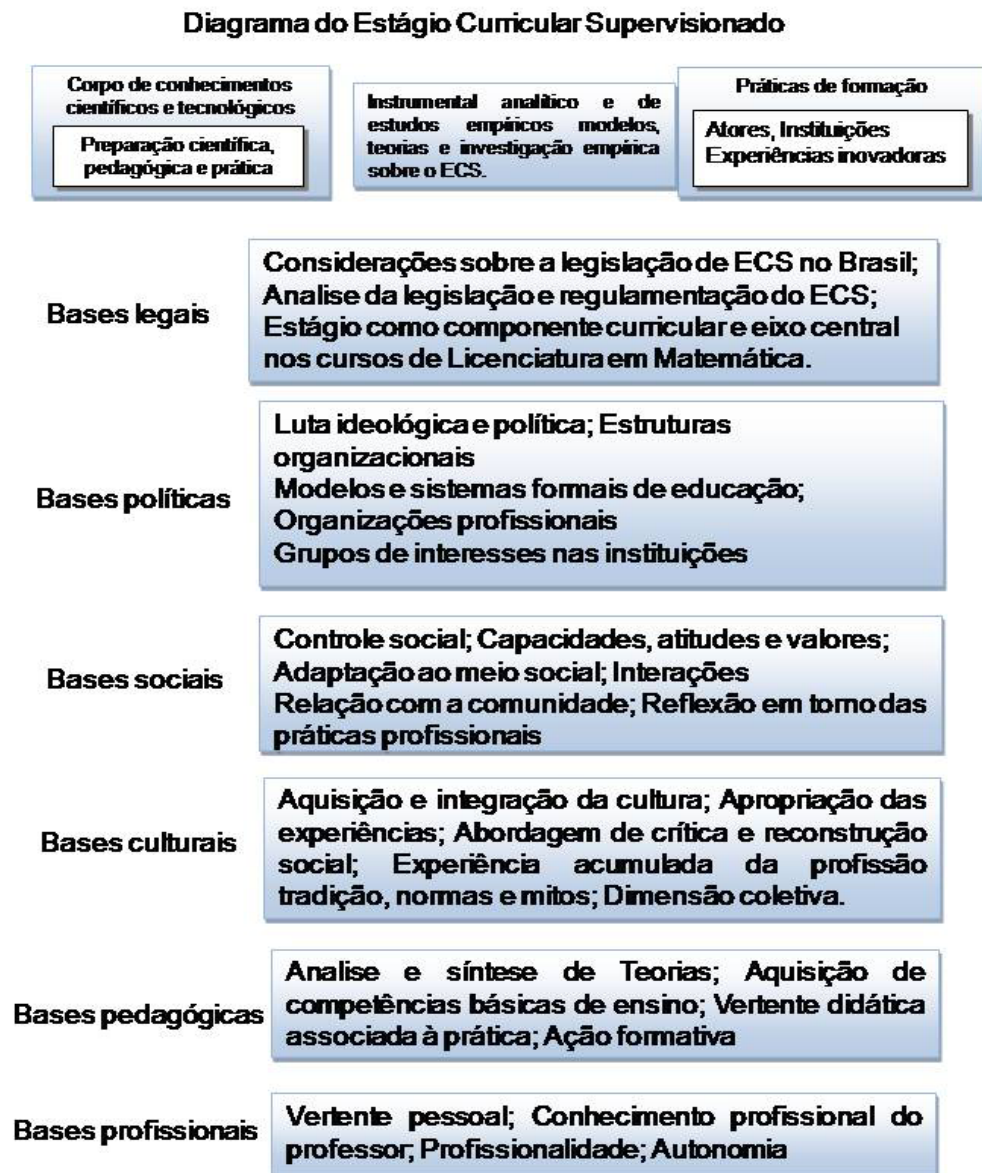 Diagrama do Estágio Curricular Supervisionado
Corpo de conhecimentos
científicos e tecnológicos
Preparação científica,
pedagógica e prática
Instrumental analítico e de
estudos empíricos modelos,
teorias e investigação empírica
sobre o ECS.
Práticas de formação
Atores, Instituições
Experiências inovadoras
Bases legais
Considerações sobre a legislação de ECS no Brasil;
Analise da legislação e regulamentação do ECS;
Estágio como componente curricular e eixo central
nos cursos de Licenciatura em Matemática.
Bases políticas
Luta ideológica e política; Estruturas
organizacionais
Modelos e sistemas formais de educação;
Organizações profissionais
Grupos de interesses nas instituições
Bases sociais
Controle social; Capacidades, atitudes e valores;
Adaptação ao meio social; Interações
Relação com a comunidade; Reflexão em torno das
práticas profissionais
Bases culturais
Aquisição e integração da cultura; Apropriação das
experiências; Abordagem de crítica e reconstrução
social; Experiência acumulada da profissão
tradição, normas e mitos; Dimensão coletiva.
Bases pedagógicas
Analise e síntese de Teorias; Aquisição de
competências básicas de ensino; Vertente didática
associada à prática; Ação formativa
Bases profissionais
Vertente pessoal; Conhecimento profissional do
professor; Profissionalidade; Autonomia